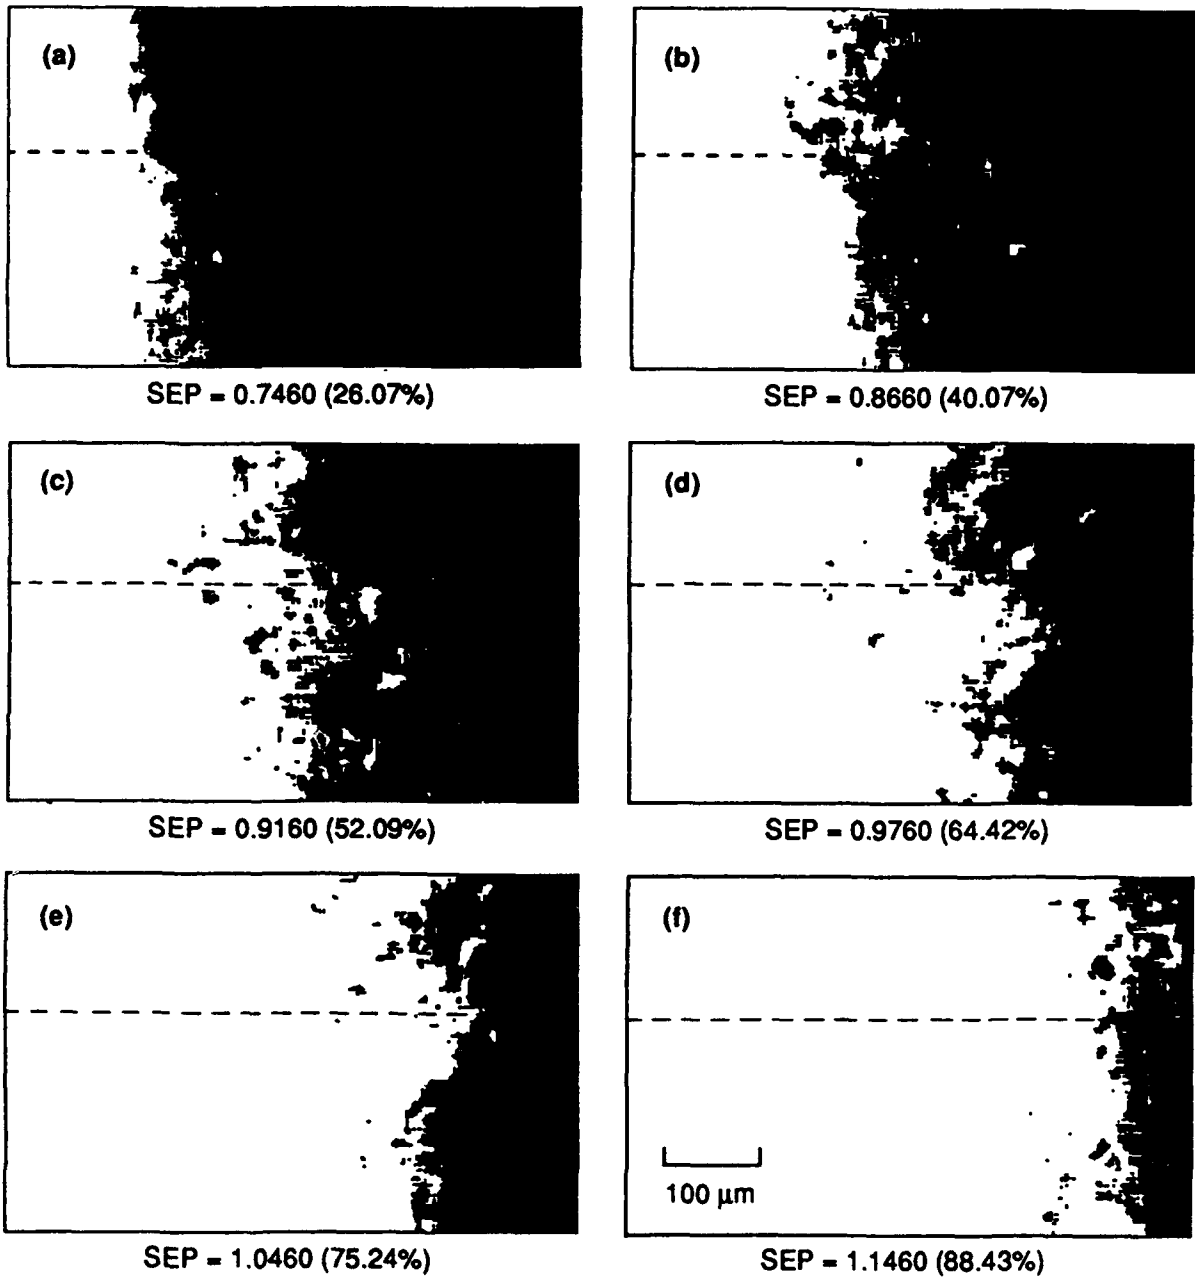 (a)
(b)
SEP = 0.7460 (26.07%)
SEP = 0.8660 (40.07%)
(c)
(d)
SEP = 0.9160 (52.09%)
SEP = 0.9760 (64.42%)
(e)
(f)
100 μm
SEP = 1.0460 (75.24%)
SEP = 1.1460 (88.43%)